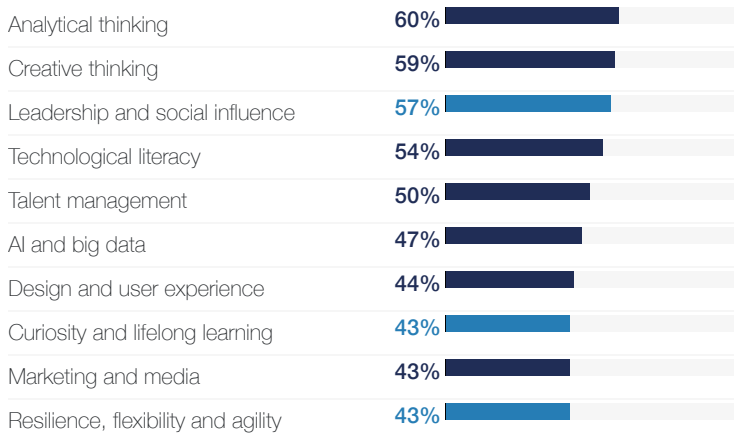 Analytical thinking 60%
Creative thinking 59%
Leadership and social influence 57%
Technological literacy 54%
Talent management 50%
AI and big data 47%
Design and user experience 44%
Curiosity and lifelong learning 43%
Marketing and media 43%
Resilience, flexibility and agility 43%